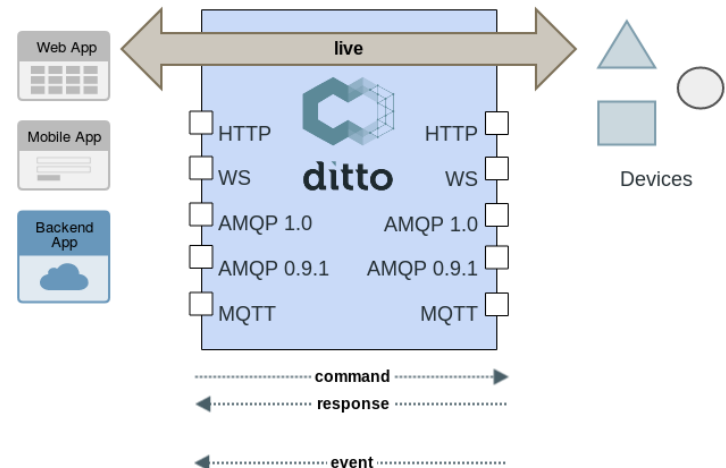 live
Web App
Mobile App
Backend
App
ditto
HTTP
WS
AMQP 1.0
AMQP 0.9.1
MQTT
HTTP
WS
AMQP 1.0
AMQP 0.9.1
MQTT
Devices
command
response
event